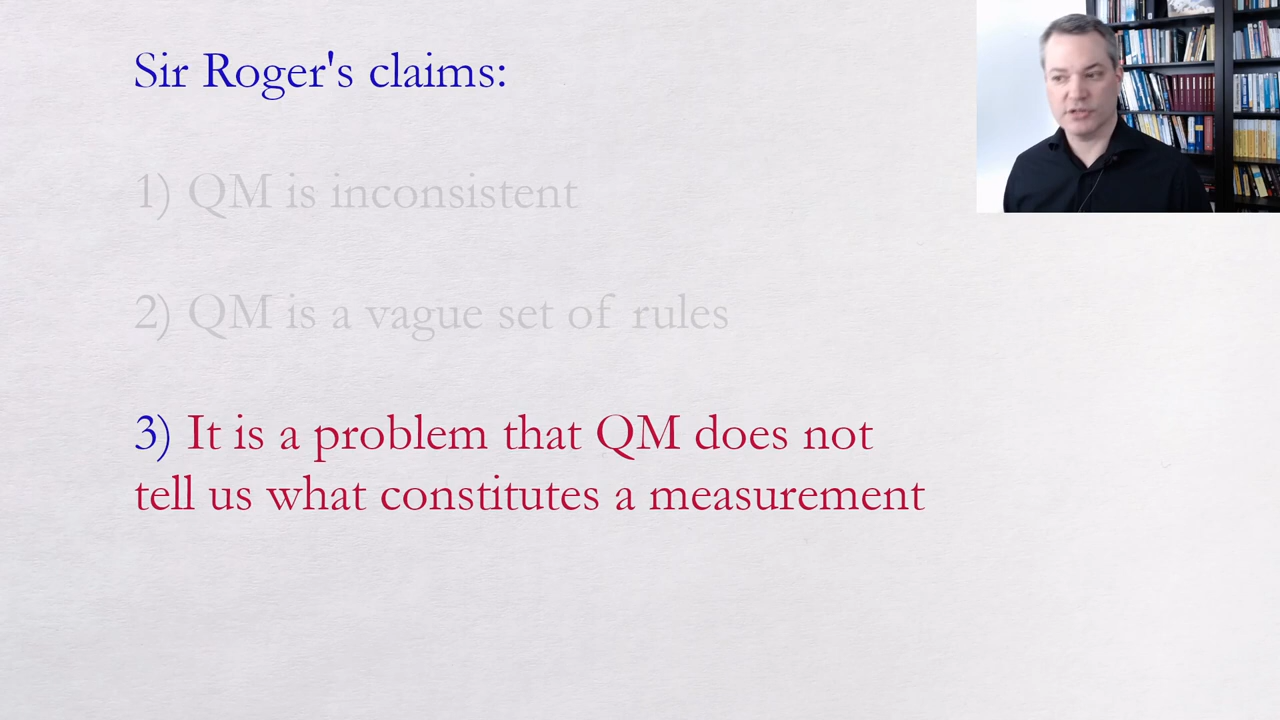 Sir Roger's claims:
1) QM is inconsistent
2) QM is a vague set of rules
3) It is a problem that QM does not
tell us what constitutes a measurement